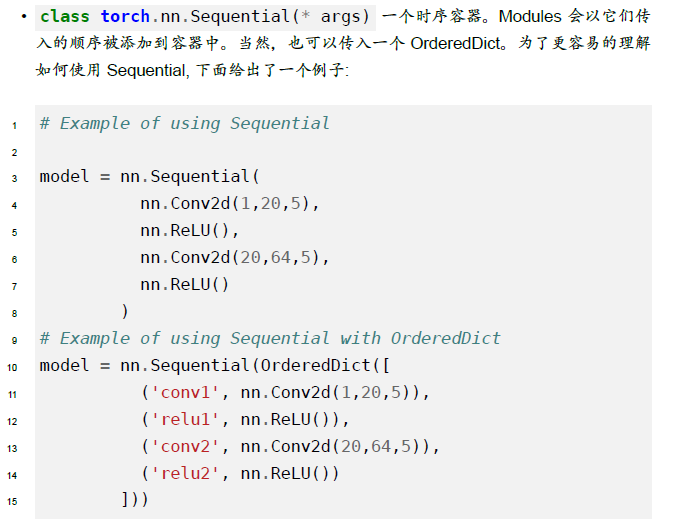 • class torch.nn.Sequential(* args) 一个时序容器。Modules 会以它们传
入的顺序被添加到容器中。当然，也可以传入一个 OrderedDict。为了更容易的理解
如何使用 Sequential, 下面给出了一个例子:
1 # Example of using Sequential
2
3 model = nn.Sequential(
4           nn.Conv2d(1,20,5),
5           nn.ReLU(),
6           nn.Conv2d(20,64,5),
7           nn.ReLU()
8         )
9 # Example of using Sequential with OrderedDict
10 model = nn.Sequential(OrderedDict([
11           ('conv1', nn.Conv2d(1,20,5)),
12           ('relu1', nn.ReLU()),
13           ('conv2', nn.Conv2d(20,64,5)),
14           ('relu2', nn.ReLU())
15         ]))